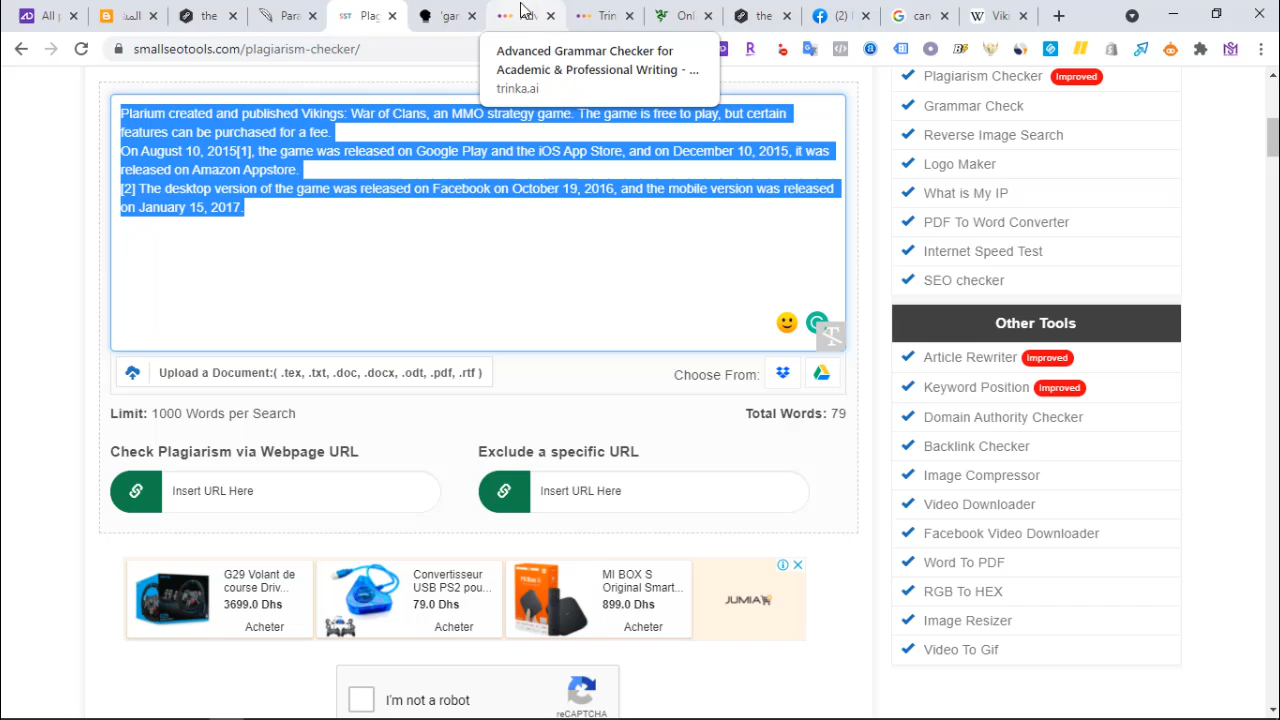 All
المد
the
Para
Plag
'gar
Trin
Onl
the
(2)
can
Vik
smallseotools.com/plagiarism-checker/
Advanced Grammar Checker for
Academic & Professional Writing - ...
trinka.ai
Plarium created and published Vikings: War of Clans, an MMO strategy game. The game is free to play, but certain
features can be purchased for a fee.
On August 10, 2015[1], the game was released on Google Play and the iOS App Store, and on December 10, 2015, it was
released on Amazon Appstore.
[2] The desktop version of the game was released on Facebook on October 19, 2016, and the mobile version was released
on January 15, 2017.
Upload a Document:( .tex, .txt, .doc, .docx, .odt, .pdf, .rtf )
Choose From:
Limit: 1000 Words per Search
Total Words: 79
Check Plagiarism via Webpage URL
Exclude a specific URL
Insert URL Here
Insert URL Here
G29 Volant de
course Driv...
3699.0 Dhs
Acheter
Convertisseur
USB PS2 pou...
79.0 Dhs
Acheter
MI BOX S
Original Smart...
899.0 Dhs
Acheter
JUMIA
I'm not a robot
reCAPTCHA
Plagiarism Checker Improved
Grammar Check
Reverse Image Search
Logo Maker
What is My IP
PDF To Word Converter
Internet Speed Test
SEO checker
Other Tools
Article Rewriter Improved
Keyword Position Improved
Domain Authority Checker
Backlink Checker
Image Compressor
Video Downloader
Facebook Video Downloader
Word To PDF
RGB To HEX
Image Resizer
Video To Gif